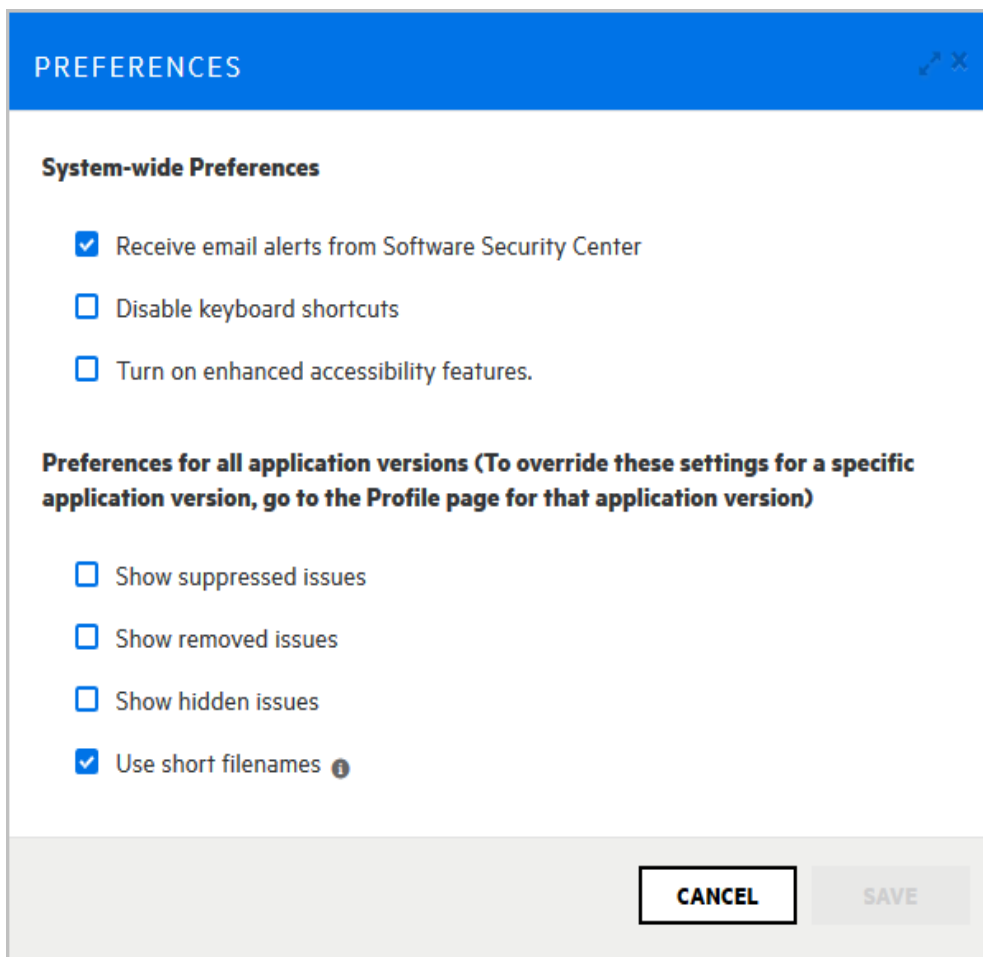 PREFERENCES
System-wide Preferences
Receive email alerts from Software Security Center
Disable keyboard shortcuts
Turn on enhanced accessibility features.
Preferences for all application versions (To override these settings for a specific
application version, go to the Profile page for that application version)
Show suppressed issues
Show removed issues
Show hidden issues
Use short filenames
CANCEL
SAVE